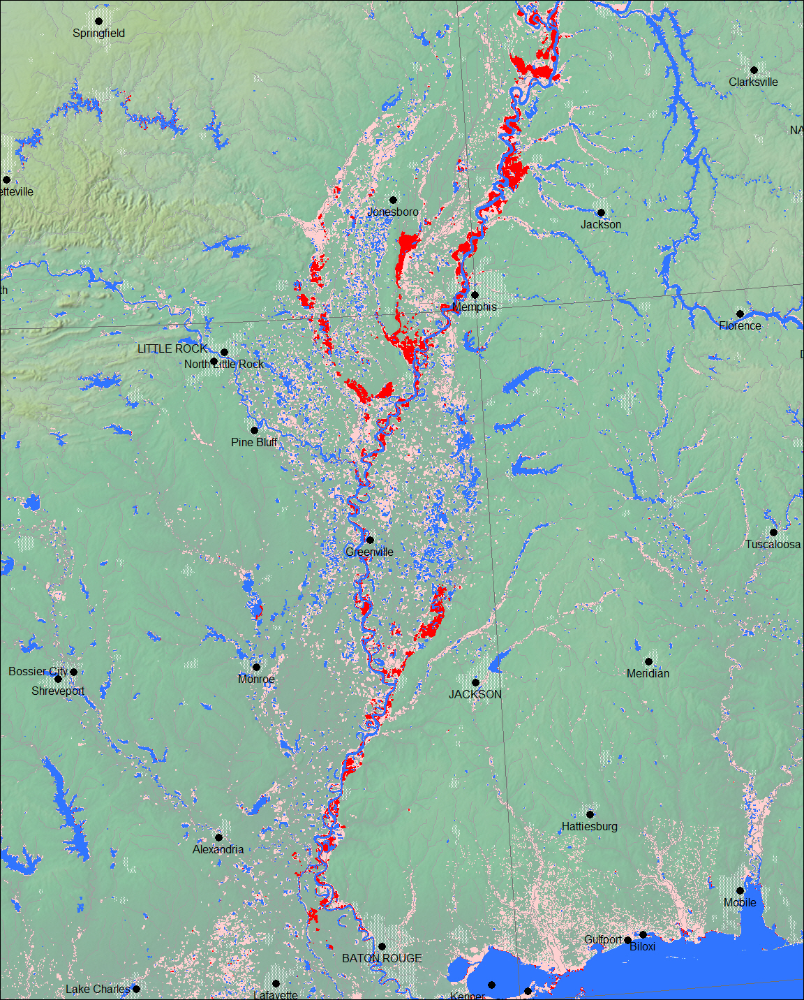 Springfield
Clarksville
NA
etteville
Jonesboro
Jackson
th
Memphis
Florence
LITTLE ROCK
North Little Rock
D
Pine Bluff
Tuscaloosa
Greenville
Bossier City
Monroe
Meridian
Shreveport
JACKSON
Hattiesburg
Alexandria
Mobile
Gulfport
Biloxi
BATON ROUGE
Lake Charles
Lafayette
Kenner